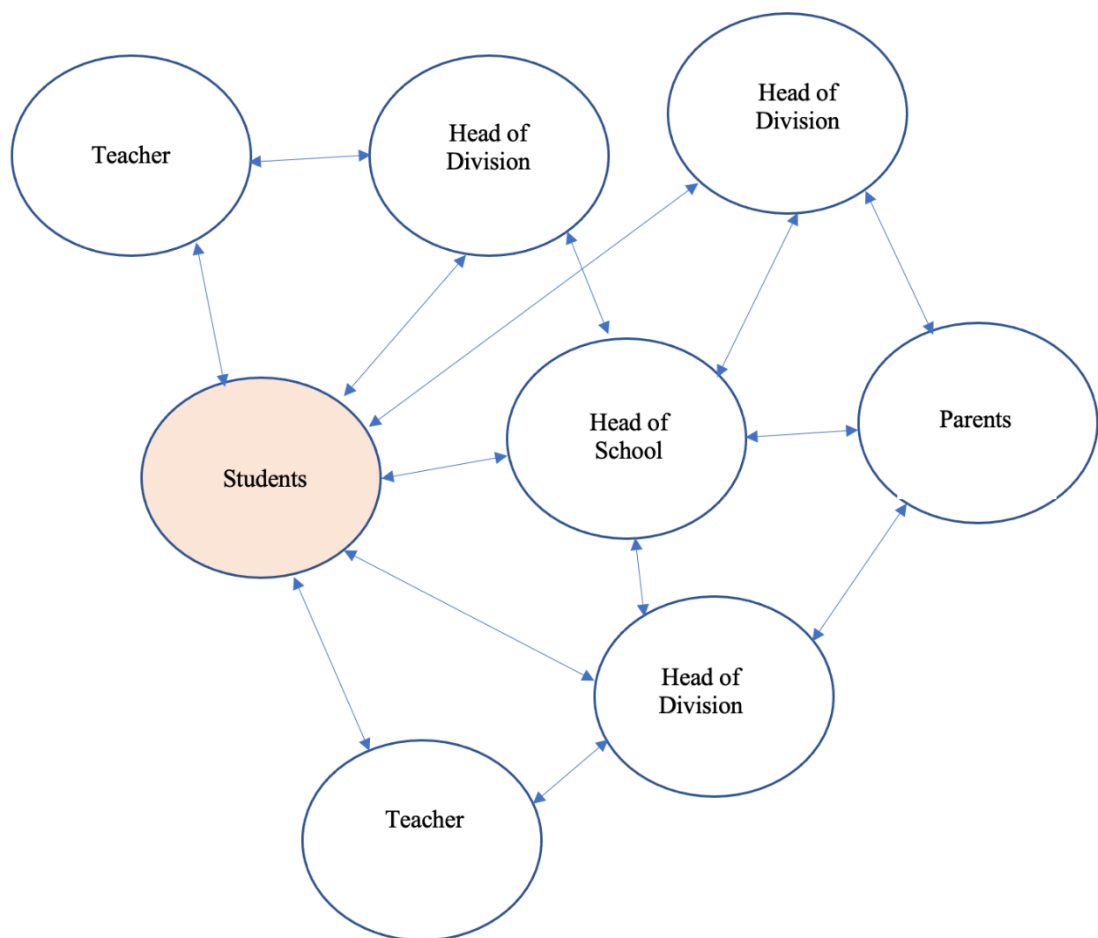 Teacher
Head of
Division
Head of
Division
Students
Head of
School
Parents
Head of
Division
Teacher